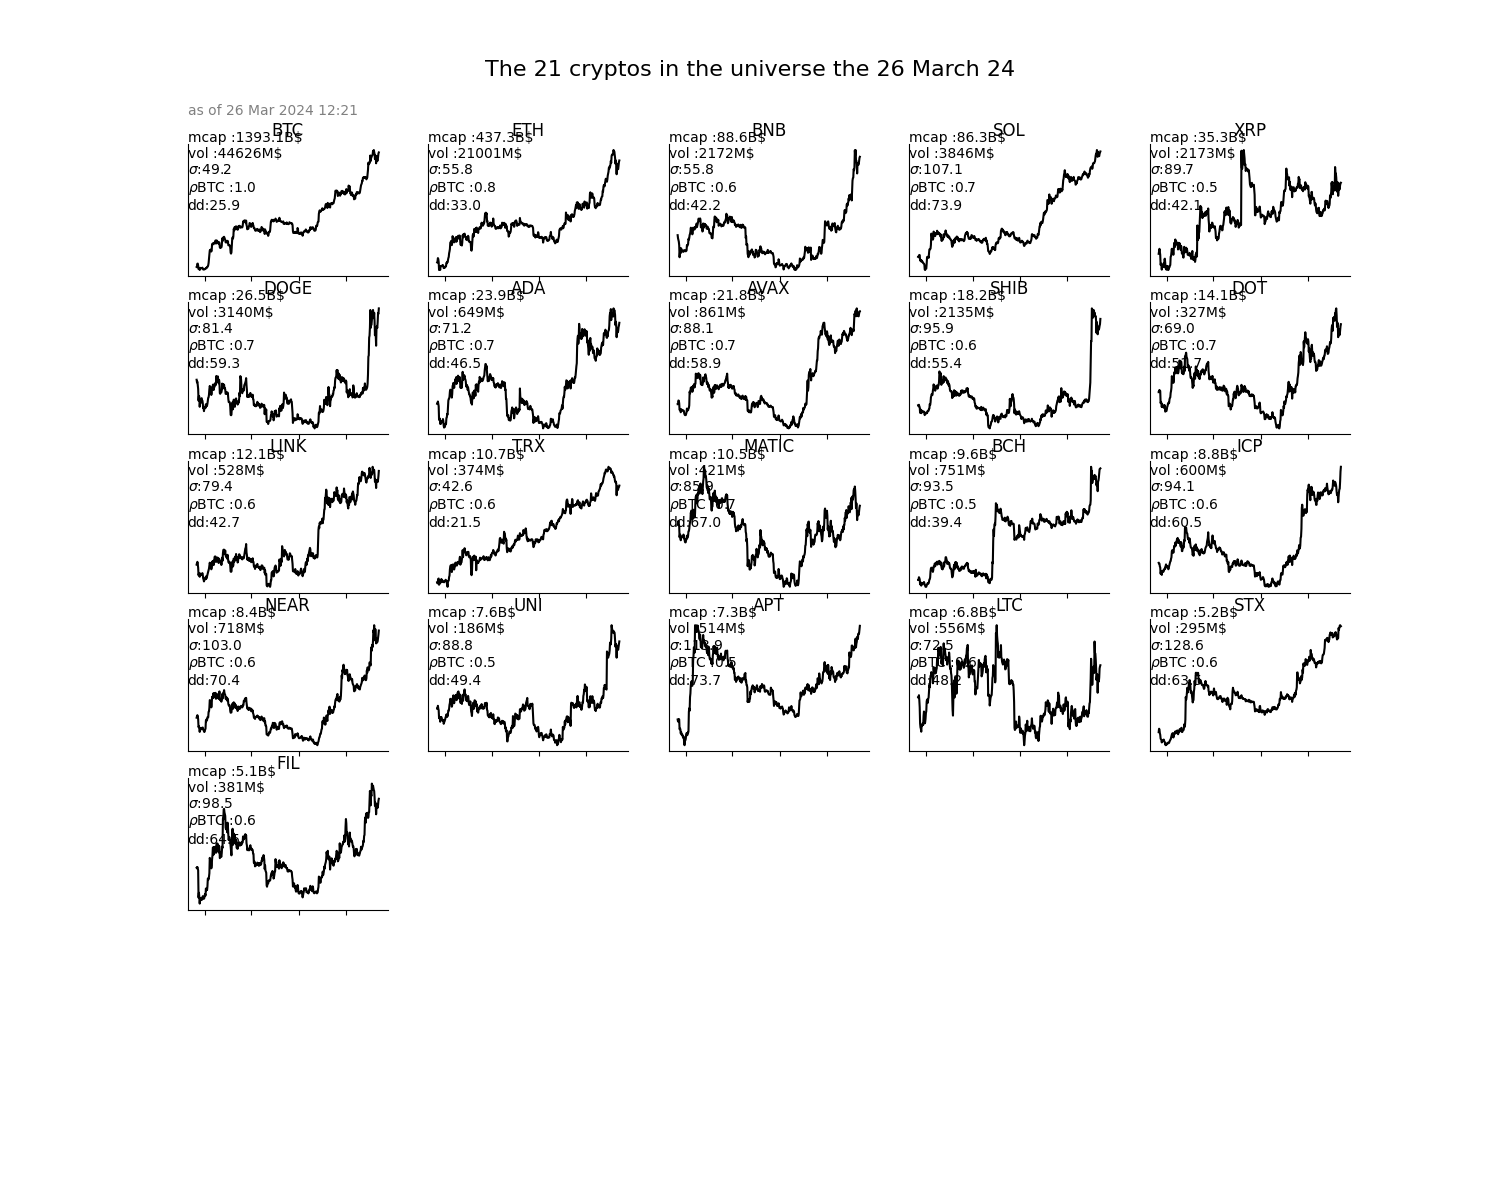 The 21 cryptos in the universe the 26 March 24
as of 26 Mar 2024 12:21
BTC
mcap :1393.1B$
vol :44626M$
σ:49.2
ρBTC :1.0
dd:25.9
ETH
mcap :437.3B$
vol :21001M$
σ:55.8
ρBTC :0.8
dd:33.0
BNB
mcap :88.6B$
vol :2172M$
σ:55.8
ρBTC :0.6
dd:42.2
SOL
mcap :86.3B$
vol :3846M$
σ:107.1
ρBTC :0.7
dd:73.9
XRP
mcap :35.3B$
vol :2173M$
σ:89.7
ρBTC :0.5
dd:42.1
DOGE
mcap :26.5B$
vol :3140M$
σ:81.4
ρBTC :0.7
dd:59.3
ADA
mcap :23.9B$
vol :649M$
σ:71.2
ρBTC :0.7
dd:46.5
AVAX
mcap :21.8B$
vol :861M$
σ:88.1
ρBTC :0.7
dd:58.9
SHIB
mcap :18.2B$
vol :2135M$
σ:95.9
ρBTC :0.6
dd:55.4
DOT
mcap :14.1B$
vol :327M$
σ:69.0
ρBTC :0.7
LINK
mcap :12.1B$
vol :528M$
σ:79.4
ρBTC :0.6
dd:42.7
TRX
mcap :10.7B$
vol :374M$
σ:42.6
ρBTC :0.6
dd:21.5
MATIC
mcap :10.5B$
vol :421M$
σ:85.9
ρBTC :0.7
dd:67.0
BCH
mcap :9.6B$
vol :751M$
σ:93.5
ρBTC :0.5
dd:39.4
ICP
mcap :8.8B$
vol :600M$
σ:94.1
ρBTC :0.6
dd:60.5
NEAR
mcap :8.4B$
vol :718M$
σ:103.0
ρBTC :0.6
dd:70.4
UNI
mcap :7.6B$
vol :186M$
σ:88.8
ρBTC :0.5
dd:49.4
APT
mcap :7.3B$
vol :514M$
ρBTC :0.5
dd:73.7
LTC
mcap :6.8B$
vol :556M$
σ:72.5
ρBTC :0.6
dd:48.2
STX
mcap :5.2B$
vol :295M$
σ:128.6
ρBTC :0.6
FIL
mcap :5.1B$
vol :381M$
σ:98.5
ρBTC :0.6